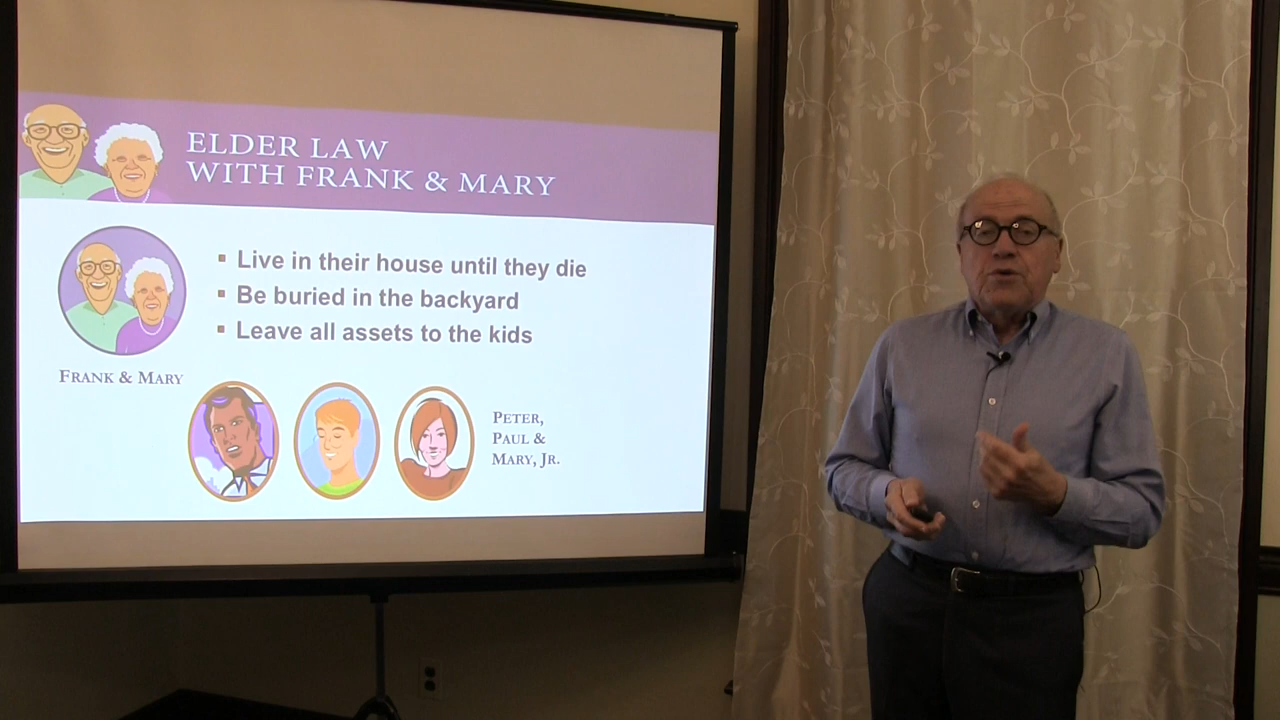 ELDER LAW
WITH FRANK & MARY
▪ Live in their house until they die
▪ Be buried in the backyard
▪ Leave all assets to the kids
FRANK & MARY
PETER,
PAUL &
MARY, JR.